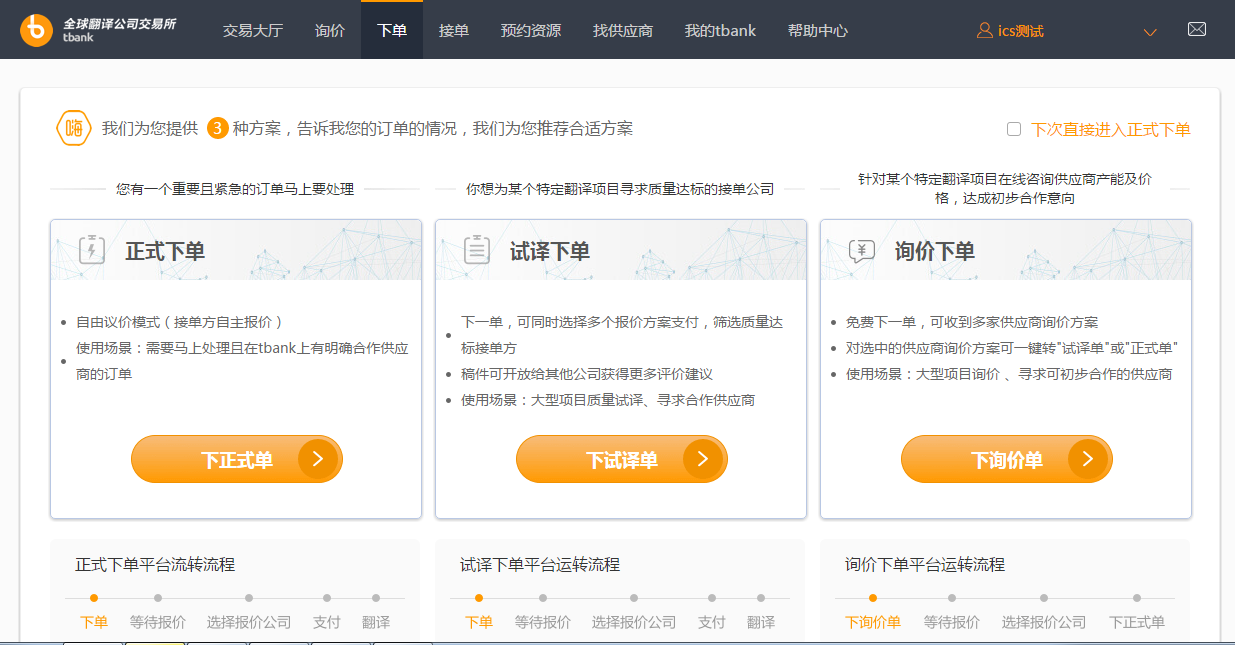 全球翻译公司交易所
tbank
交易大厅 询价 下单 接单 预约资源 找供应商 我的tbank 帮助中心 ics测试
嗨 我们为您提供 3 种方案，告诉我您的订单的情况，我们为您推荐合适方案 下次直接进入正式下单
您有一个重要且紧急的订单马上要处理
正式下单
自由议价模式（接单方自主报价）
使用场景：需要马上处理且在tbank上有明确合作供应
商的订单
下正式单
你想为某个特定翻译项目寻求质量达标的接单公司
试译下单
下一单，可同时选择多个报价方案支付，筛选质量达
标接单方
稿件可开放给其他公司获得更多评价建议
使用场景：大型项目质量试译、寻求合作供应商
下试译单
针对某个特定翻译项目在线咨询供应商产能及价
格，达成初步合作意向
询价下单
免费下一单，可收到多家供应商询价方案
对选中的供应商询价方案可一键转"试译单"或"正式单"
使用场景：大型项目询价 、寻求可初步合作的供应商
下询价单
正式下单平台流转流程
下单 等待报价 选择报价公司 支付 翻译
试译下单平台运转流程
下单 等待报价 选择报价公司 支付 翻译
询价下单平台运转流程
下询价单 等待报价 选择报价公司 下正式单